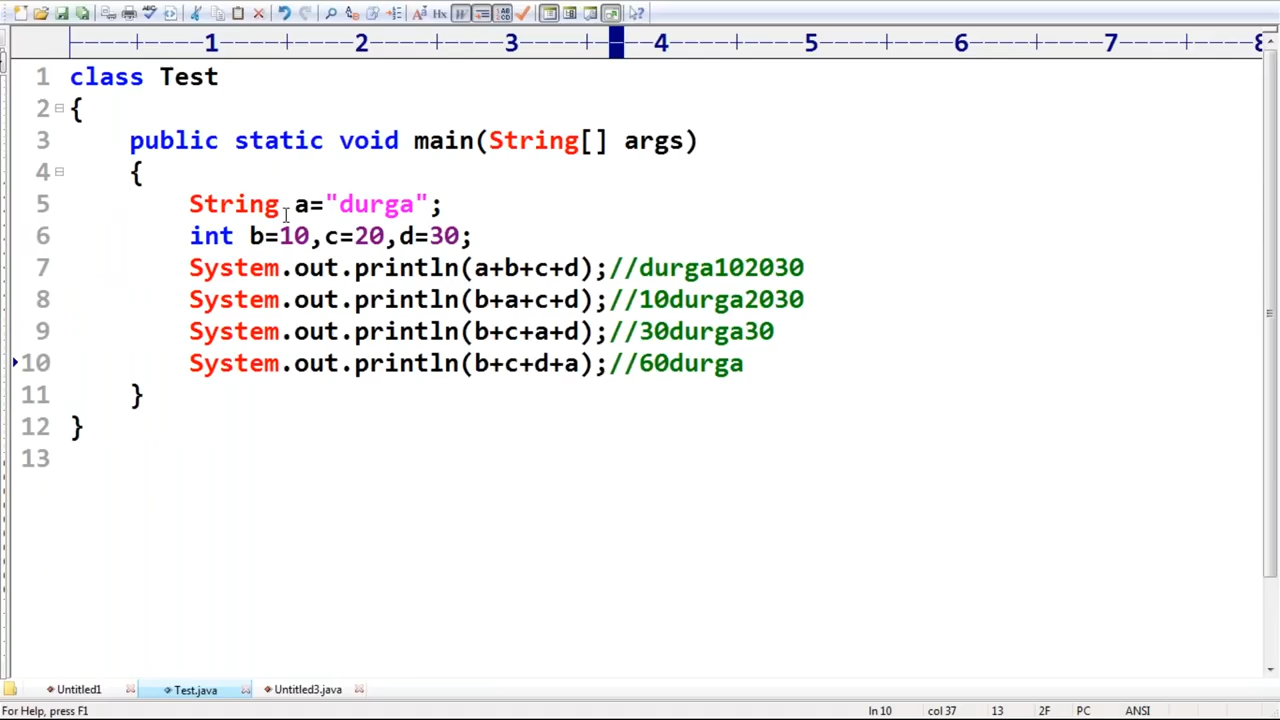 1 2 3 4 5 6 7 8
1 class Test
2 {
3 public static void main(String[] args)
4 {
5 String a="durga";
6 int b=10,c=20,d=30;
7 System.out.println(a+b+c+d);//durga102030
8 System.out.println(b+a+c+d);//10durga2030
9 System.out.println(b+c+a+d);//30durga30
10 System.out.println(b+c+d+a);//60durga
11 }
12 }
13
Untitled1 Test.java Untitled3.java
For Help, press F1 ln 10 col 37 13 2F PC ANSI